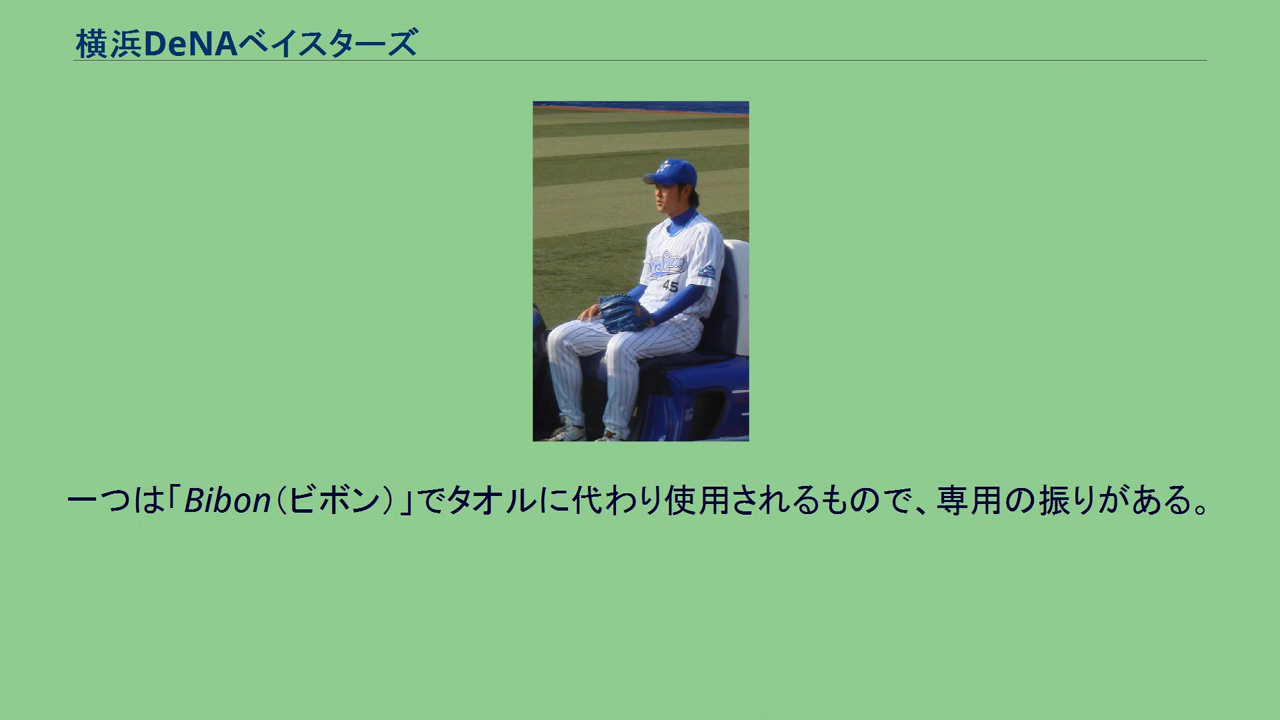 横浜DeNAベイスターズ
45
一つは「Bibon（ビボン）」でタオルに代わり使用されるもので、専用の振りがある。